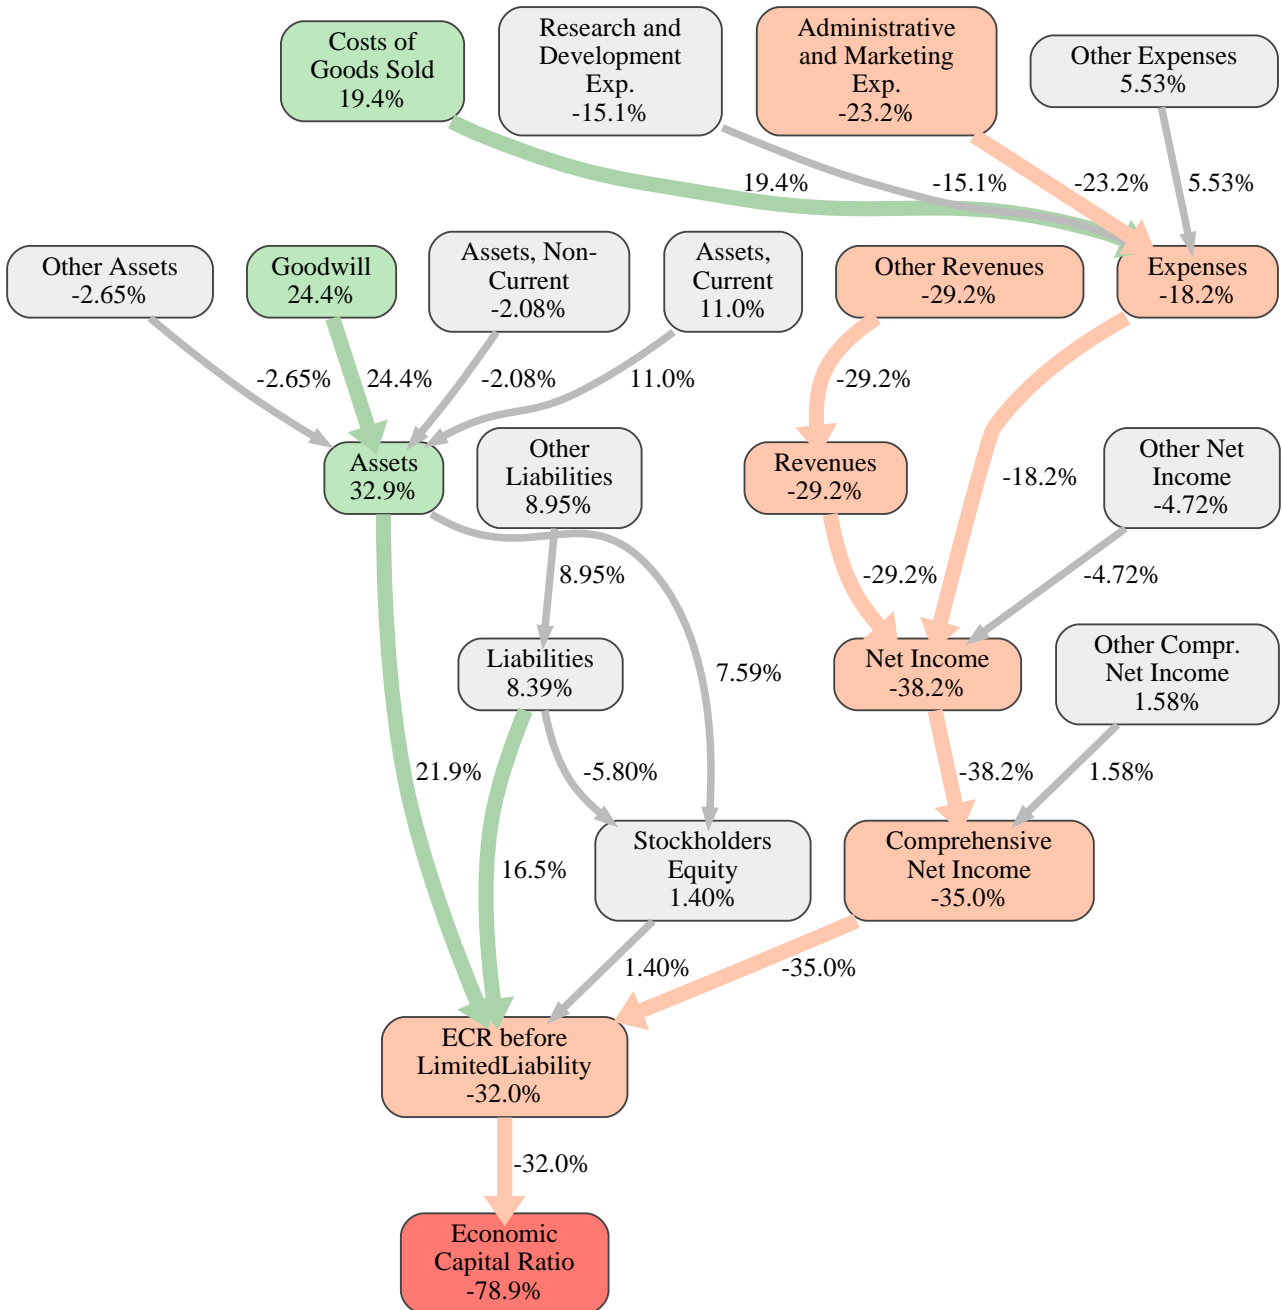 Costs of
Goods Sold
19.4%
Research and
Development
Exp.
-15.1%
Administrative
and Marketing
Exp.
-23.2%
Other Expenses
5.53%
19.4%
-15.1%
-23.2%
5.53%
Other Assets
-2.65%
Goodwill
24.4%
Assets, Non-
Current
-2.08%
Assets,
Current
11.0%
Other Revenues
-29.2%
Expenses
-18.2%
-2.65%
24.4%
-2.08%
11.0%
-29.2%
Assets
32.9%
Other
Liabilities
8.95%
Revenues
-29.2%
-18.2%
Other Net
Income
-4.72%
8.95%
-29.2%
-4.72%
Liabilities
8.39%
7.59%
Net Income
-38.2%
Other Compr.
Net Income
1.58%
21.9%
-5.80%
-38.2%
1.58%
16.5%
Stockholders
Equity
1.40%
Comprehensive
Net Income
-35.0%
1.40%
-35.0%
ECR before
LimitedLiability
-32.0%
-32.0%
Economic
Capital Ratio
-78.9%